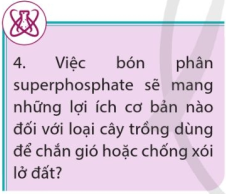 4. Việc bón phân
superphosphate sẽ mang
những lợi ích cơ bản nào
đối với loại cây trồng dùng
để chắn gió hoặc chống xói
lở đất?